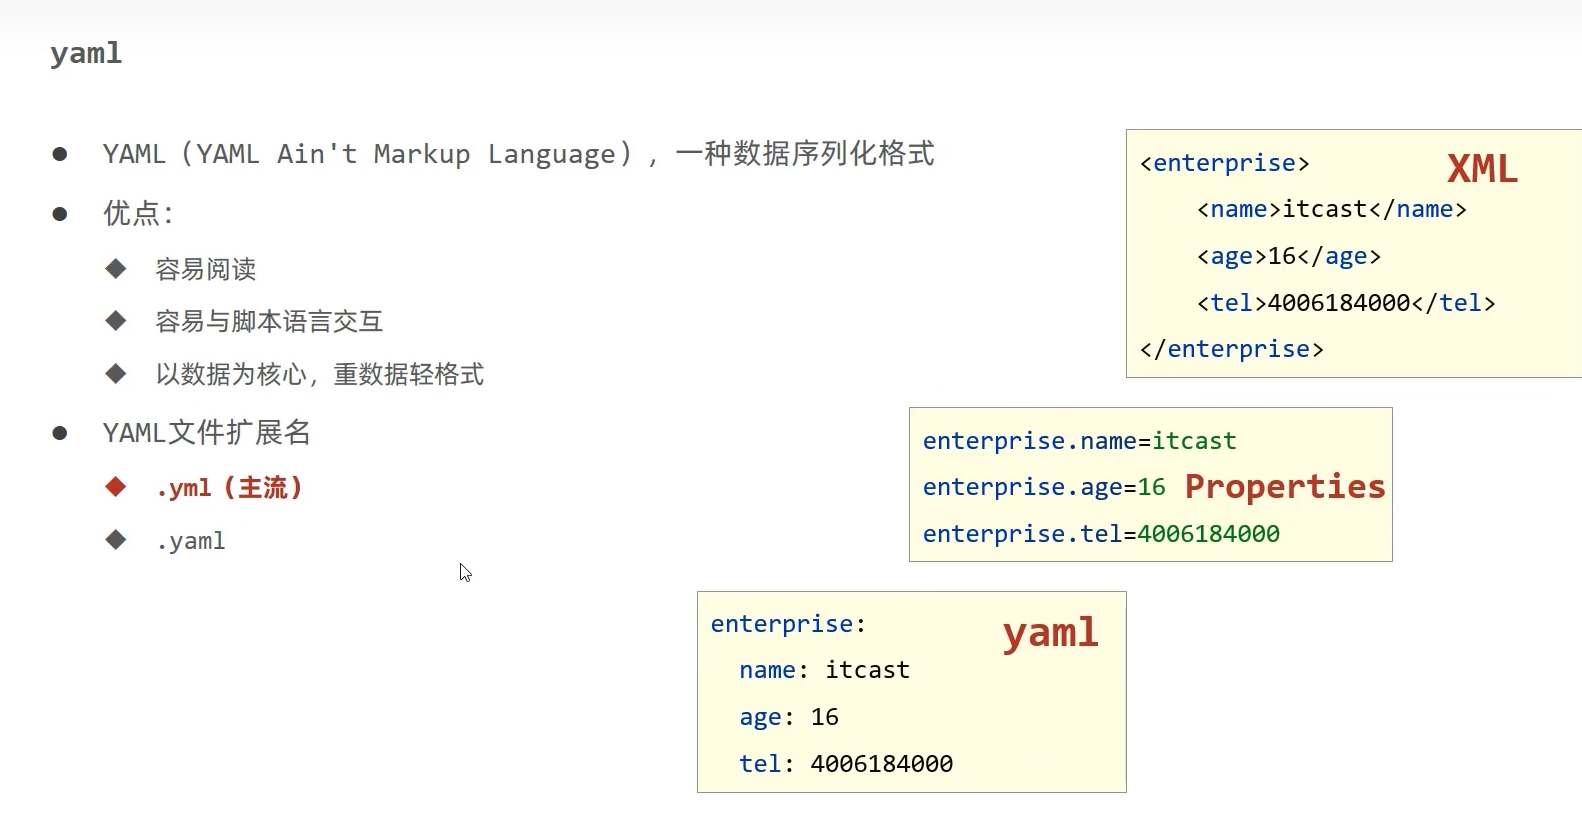 yaml
● YAML（YAML Ain't Markup Language），一种数据序列化格式
● 优点：
◆ 容易阅读
◆ 容易与脚本语言交互
◆ 以数据为核心，重数据轻格式
● YAML文件扩展名
◆ .yml（主流）
◆ .yaml
XML
<enterprise>
    <name>itcast</name>
    <age>16</age>
    <tel>4006184000</tel>
</enterprise>
Properties
enterprise.name=itcast
enterprise.age=16
enterprise.tel=4006184000
yaml
enterprise:
  name: itcast
  age: 16
  tel: 4006184000